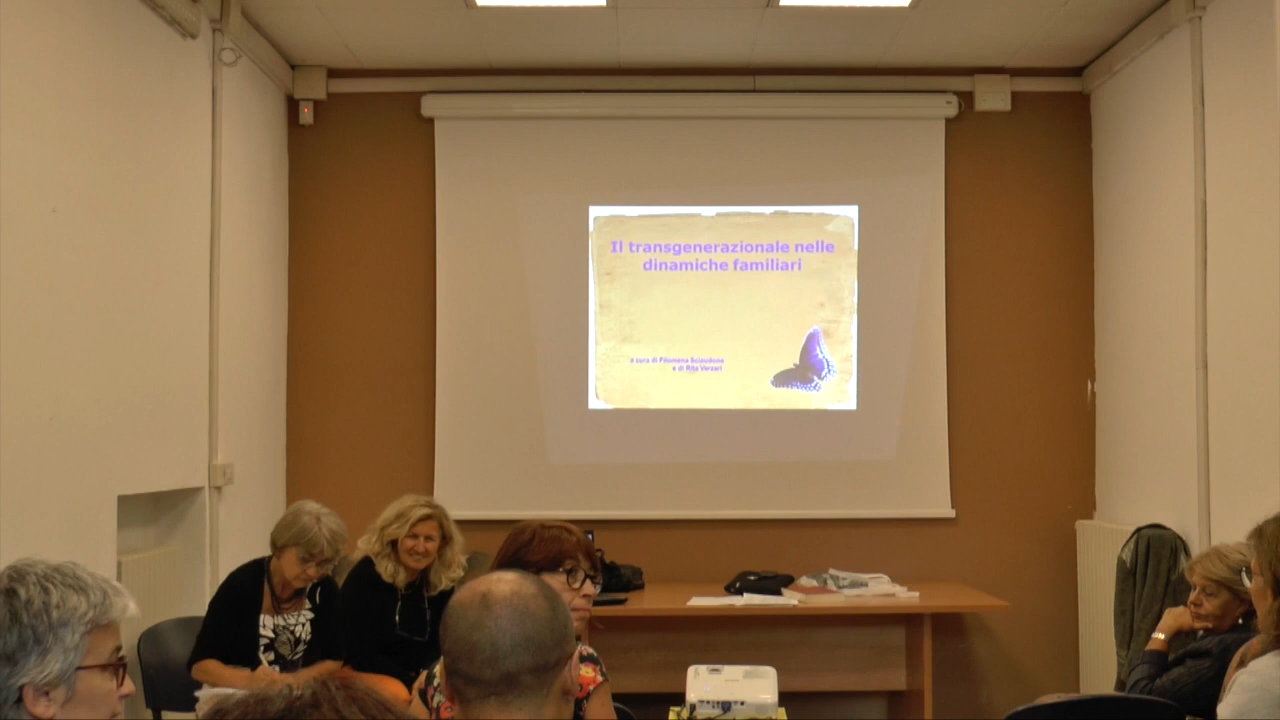 Il transgenerazionale nelle
dinamiche familiari
a cura di Filomena Sciaudone
e di Rita Verzari